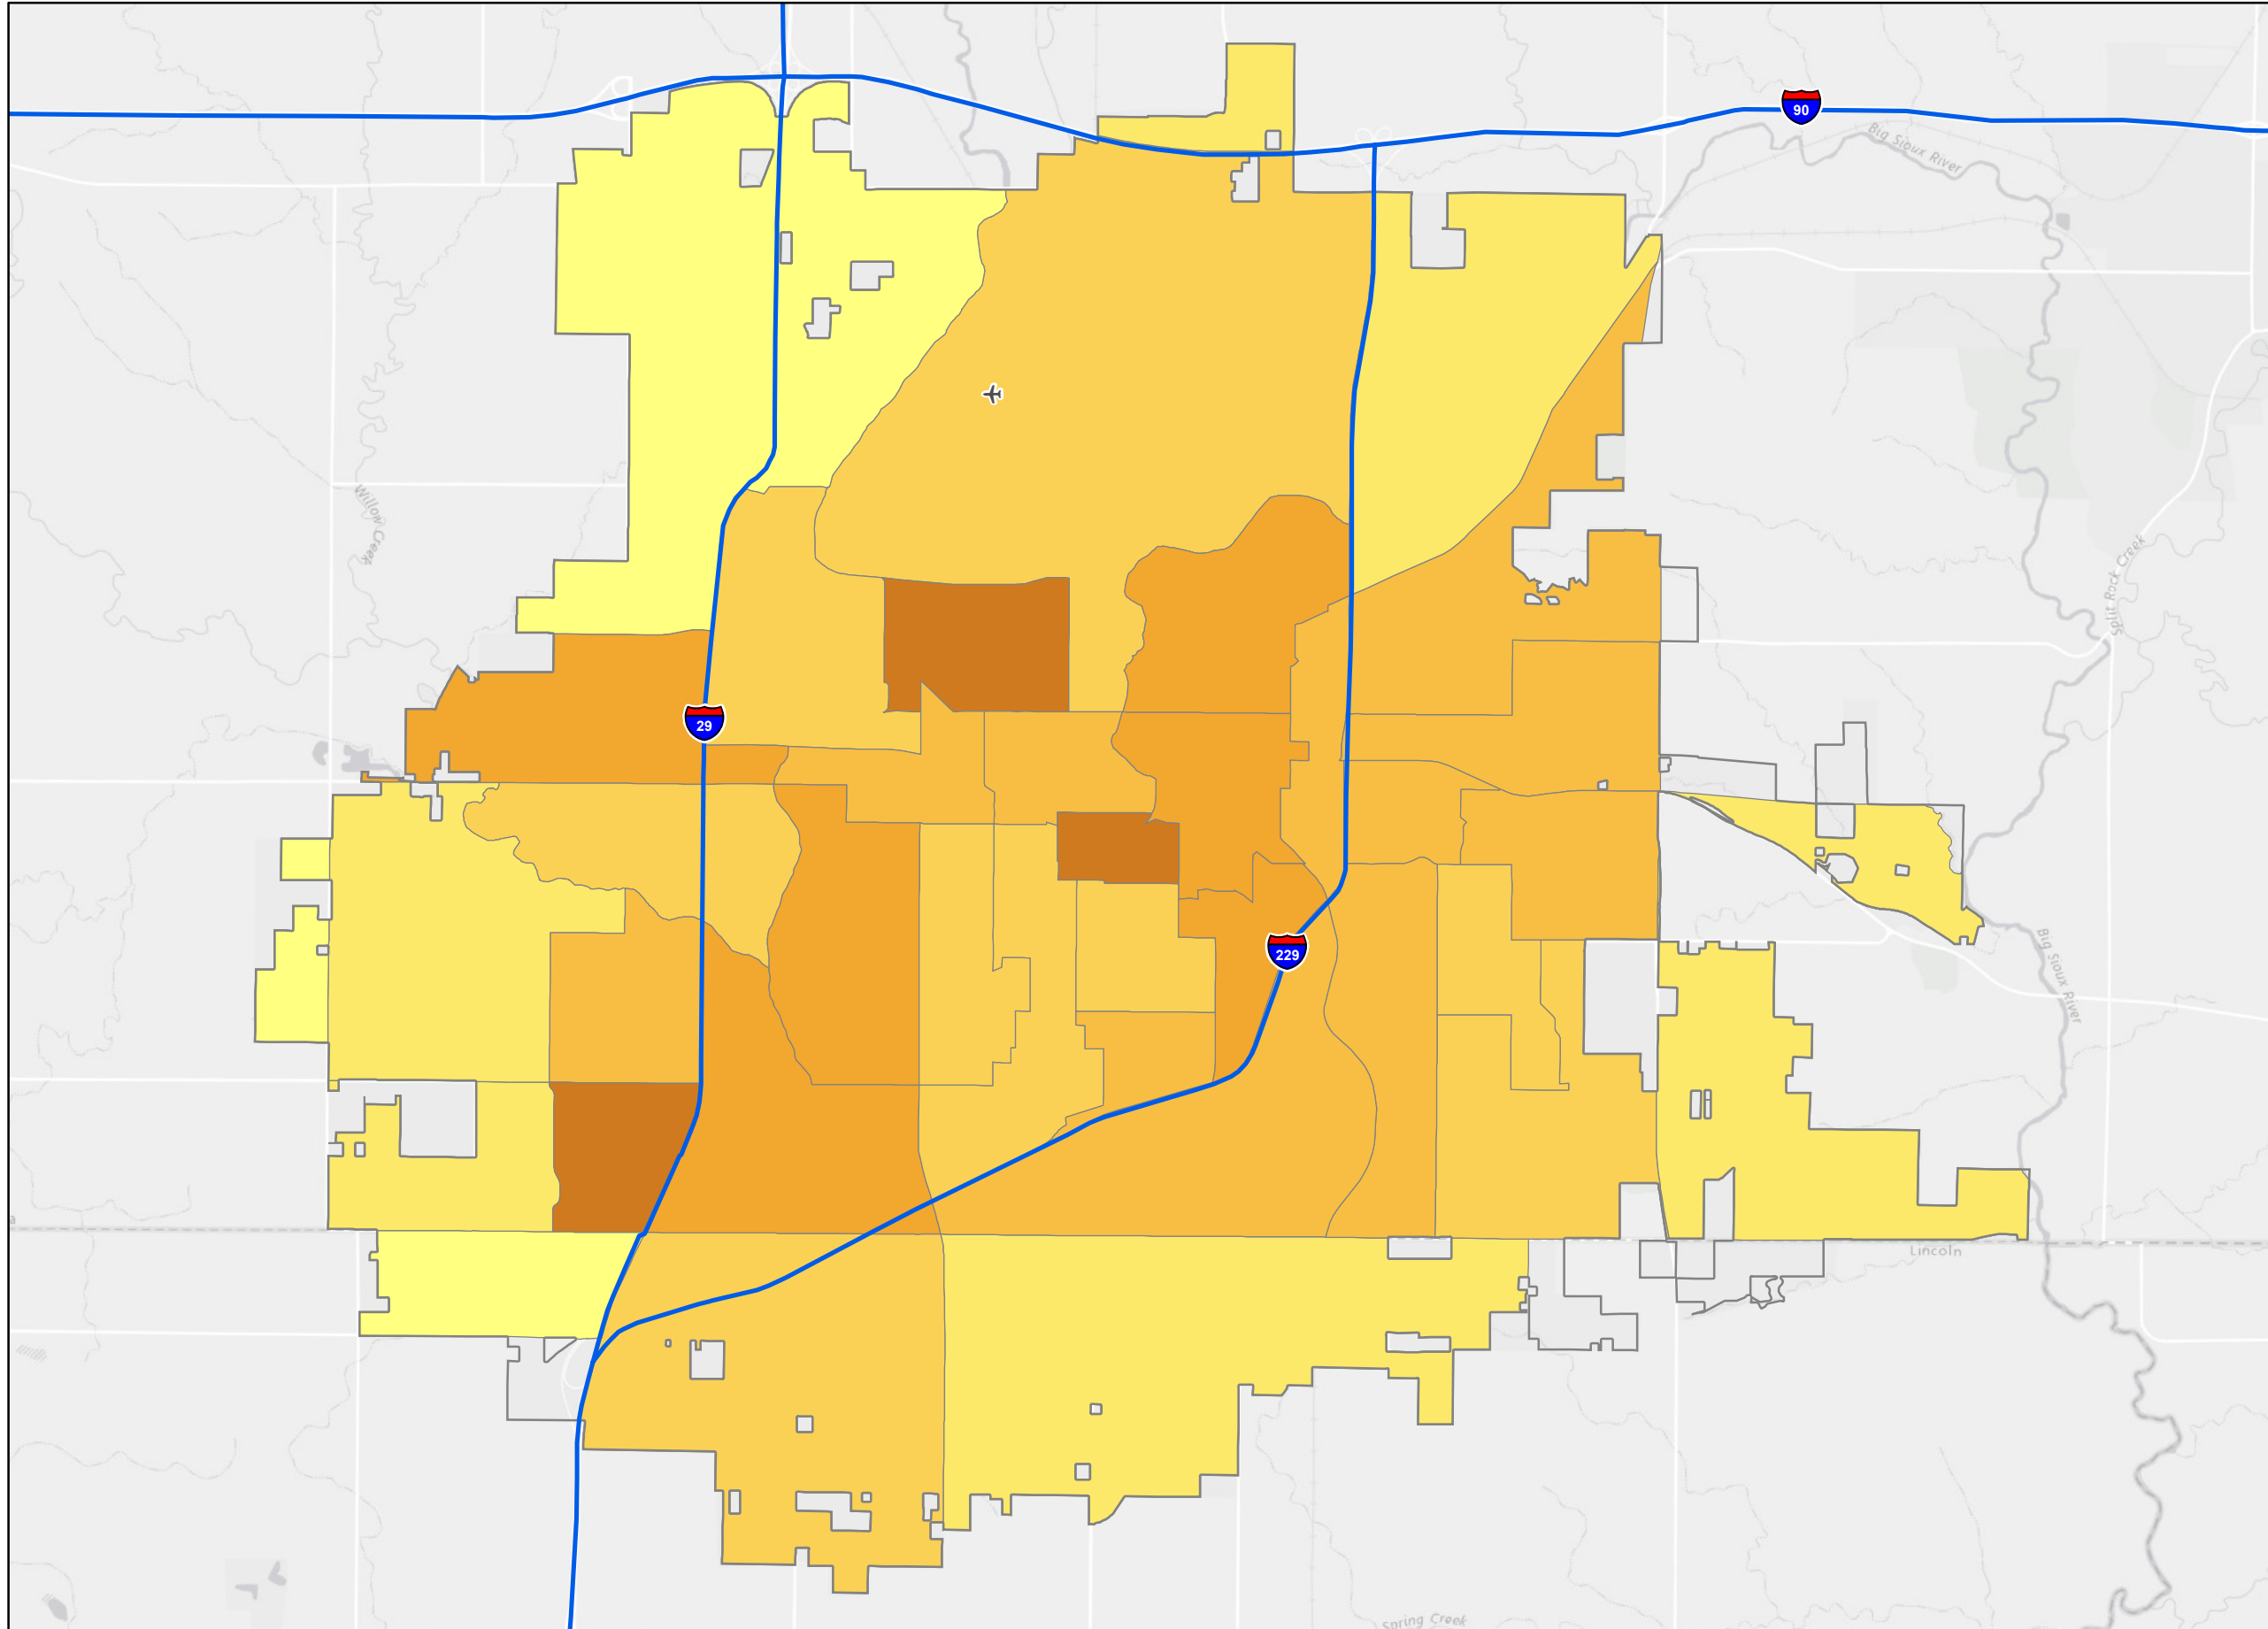 90
Big Sioux River
Willow Creek
Split Rock Creek
29
229
Big Sioux River
a
Lincoln
Spring Creek